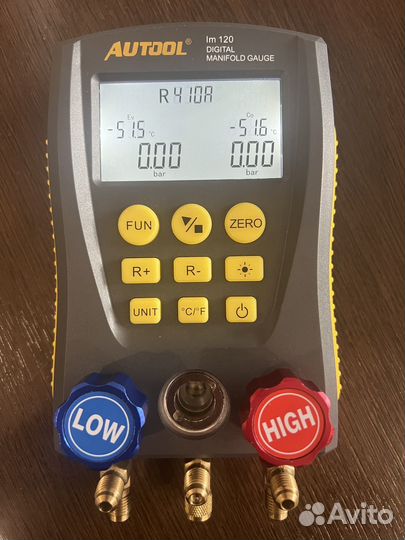 AUTOOL®
lm 120
DIGITAL
MANIFOLD GAUGE
R410A
Ev Co
-51.5 °C -51.6 °C
0.00 0.00
bar bar
FUN ZERO
R+ R-
UNIT °C/°F
LOW HIGH
Avito